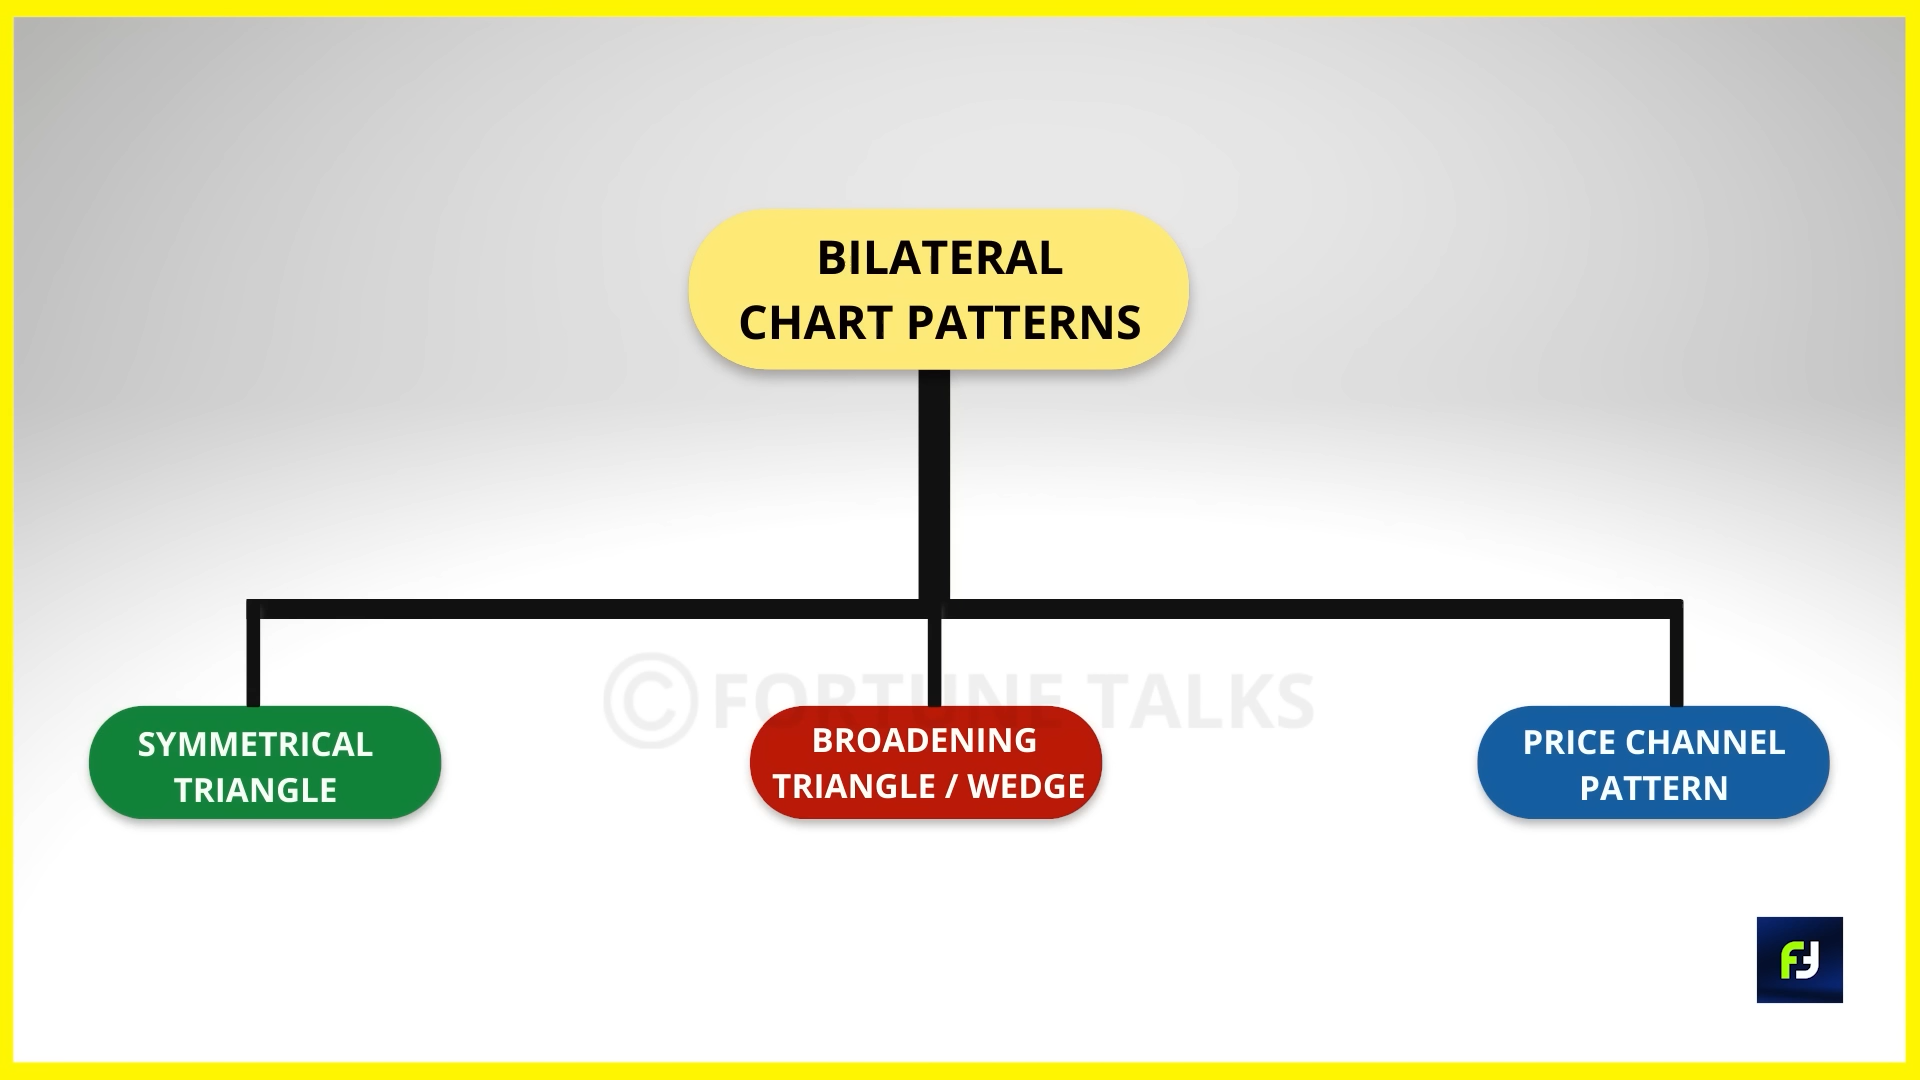 BILATERAL
CHART PATTERNS
© FORTUNE TALKS
SYMMETRICAL
TRIANGLE
BROADENING
TRIANGLE / WEDGE
PRICE CHANNEL
PATTERN